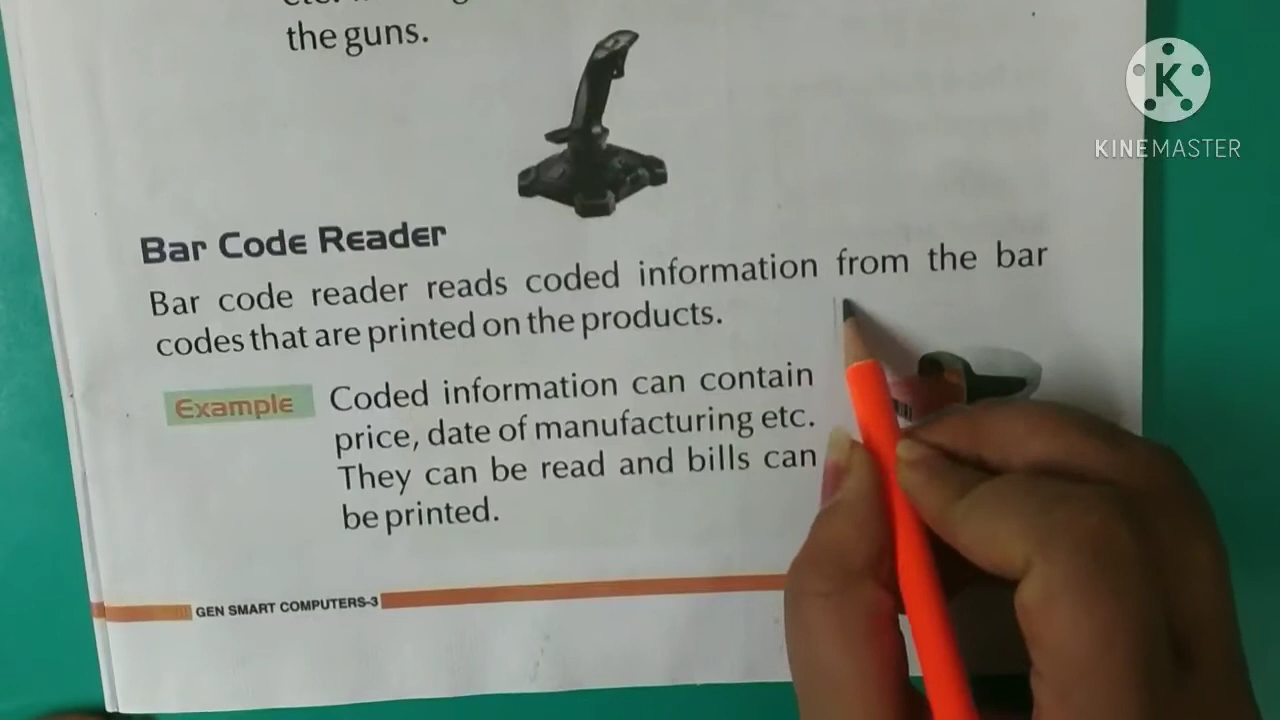 the guns.
Bar Code Reader
Bar code reader reads coded information from the bar
codes that are printed on the products.
Example
Coded information can contain
price, date of manufacturing etc.
They can be read and bills can
be printed.
GEN SMART COMPUTERS-3
K
KINEMASTER